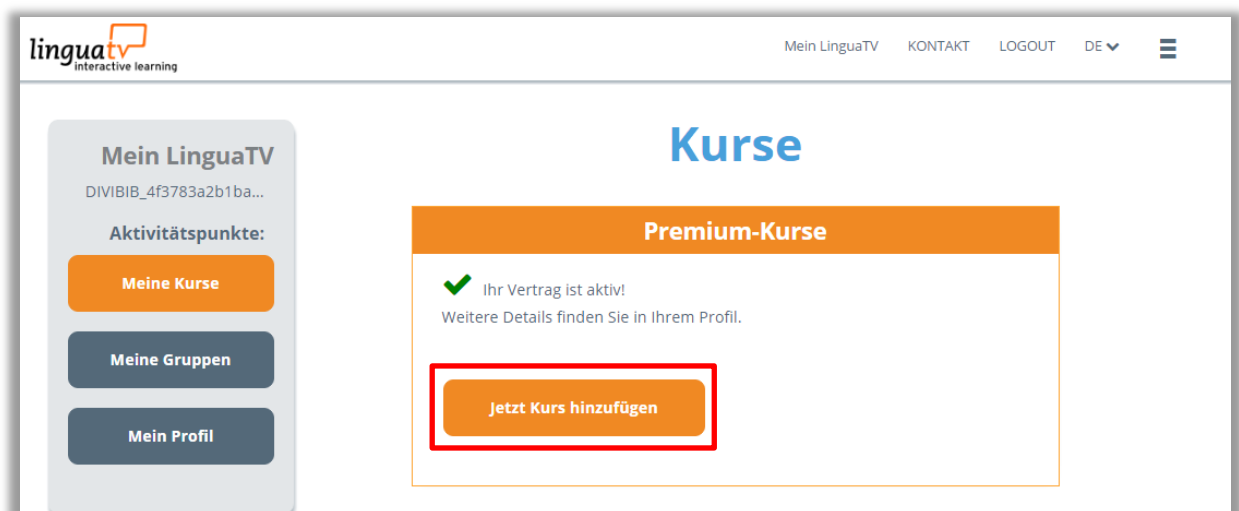 linguatv
interactive learning
Mein LinguaTV KONTAKT LOGOUT DE
Mein LinguaTV
DIVIBIB_4f3783a2b1ba...
Aktivitätspunkte:
Meine Kurse
Meine Gruppen
Mein Profil
Kurse
Premium-Kurse
Ihr Vertrag ist aktiv!
Weitere Details finden Sie in Ihrem Profil.
Jetzt Kurs hinzufügen